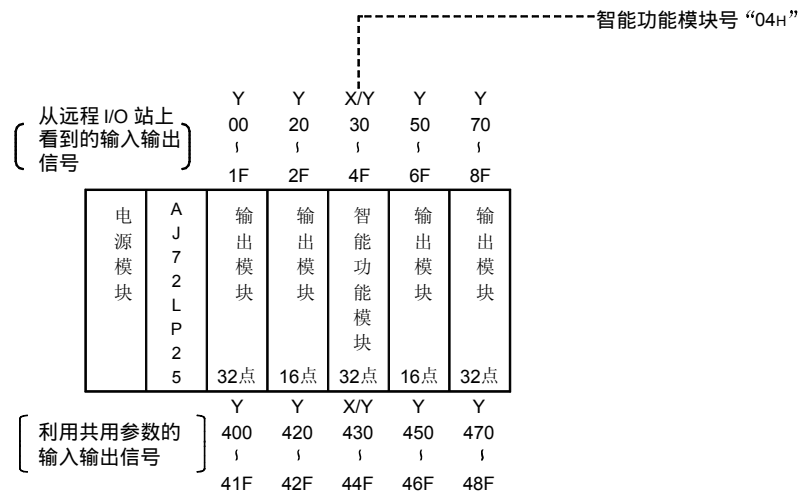 智能功能模块号 “04H”
Y Y X/Y Y Y
从远程 I/O 站上
看到的输入输出
信号
00 20 30 50 70
~ ~ ~ ~ ~
1F 2F 4F 6F 8F
电源模块
AJ72LP25
输出模块
32点
输出模块
16点
智能功能模块
32点
输出模块
16点
输出模块
32点
Y Y X/Y Y Y
利用共用参数的
输入输出信号
400 420 430 450 470
~ ~ ~ ~ ~
41F 42F 44F 46F 48F